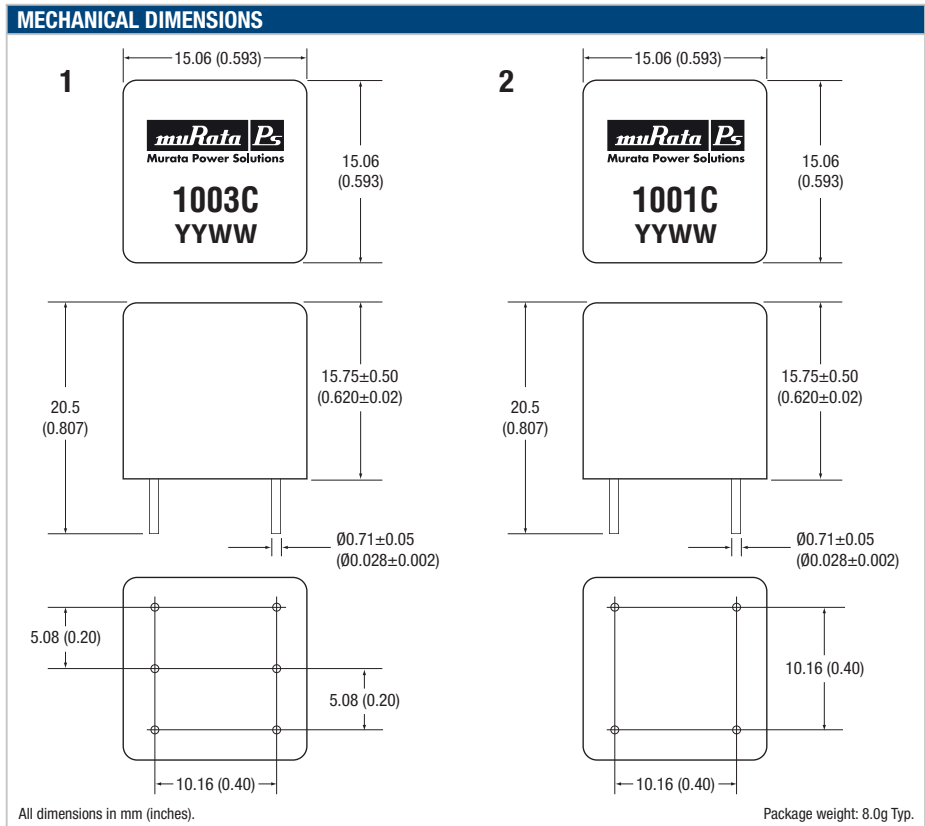 MECHANICAL DIMENSIONS
1
15.06 (0.593)
muRata Ps
Murata Power Solutions
1003C
YYWW
15.06
(0.593)
20.5
(0.807)
15.75±0.50
(0.620±0.02)
Ø0.71±0.05
(Ø0.028±0.002)
5.08 (0.20)
5.08 (0.20)
10.16 (0.40)
2
15.06 (0.593)
muRata Ps
Murata Power Solutions
1001C
YYWW
15.06
(0.593)
20.5
(0.807)
15.75±0.50
(0.620±0.02)
Ø0.71±0.05
(Ø0.028±0.002)
10.16 (0.40)
10.16 (0.40)
All dimensions in mm (inches).
Package weight: 8.0g Typ.